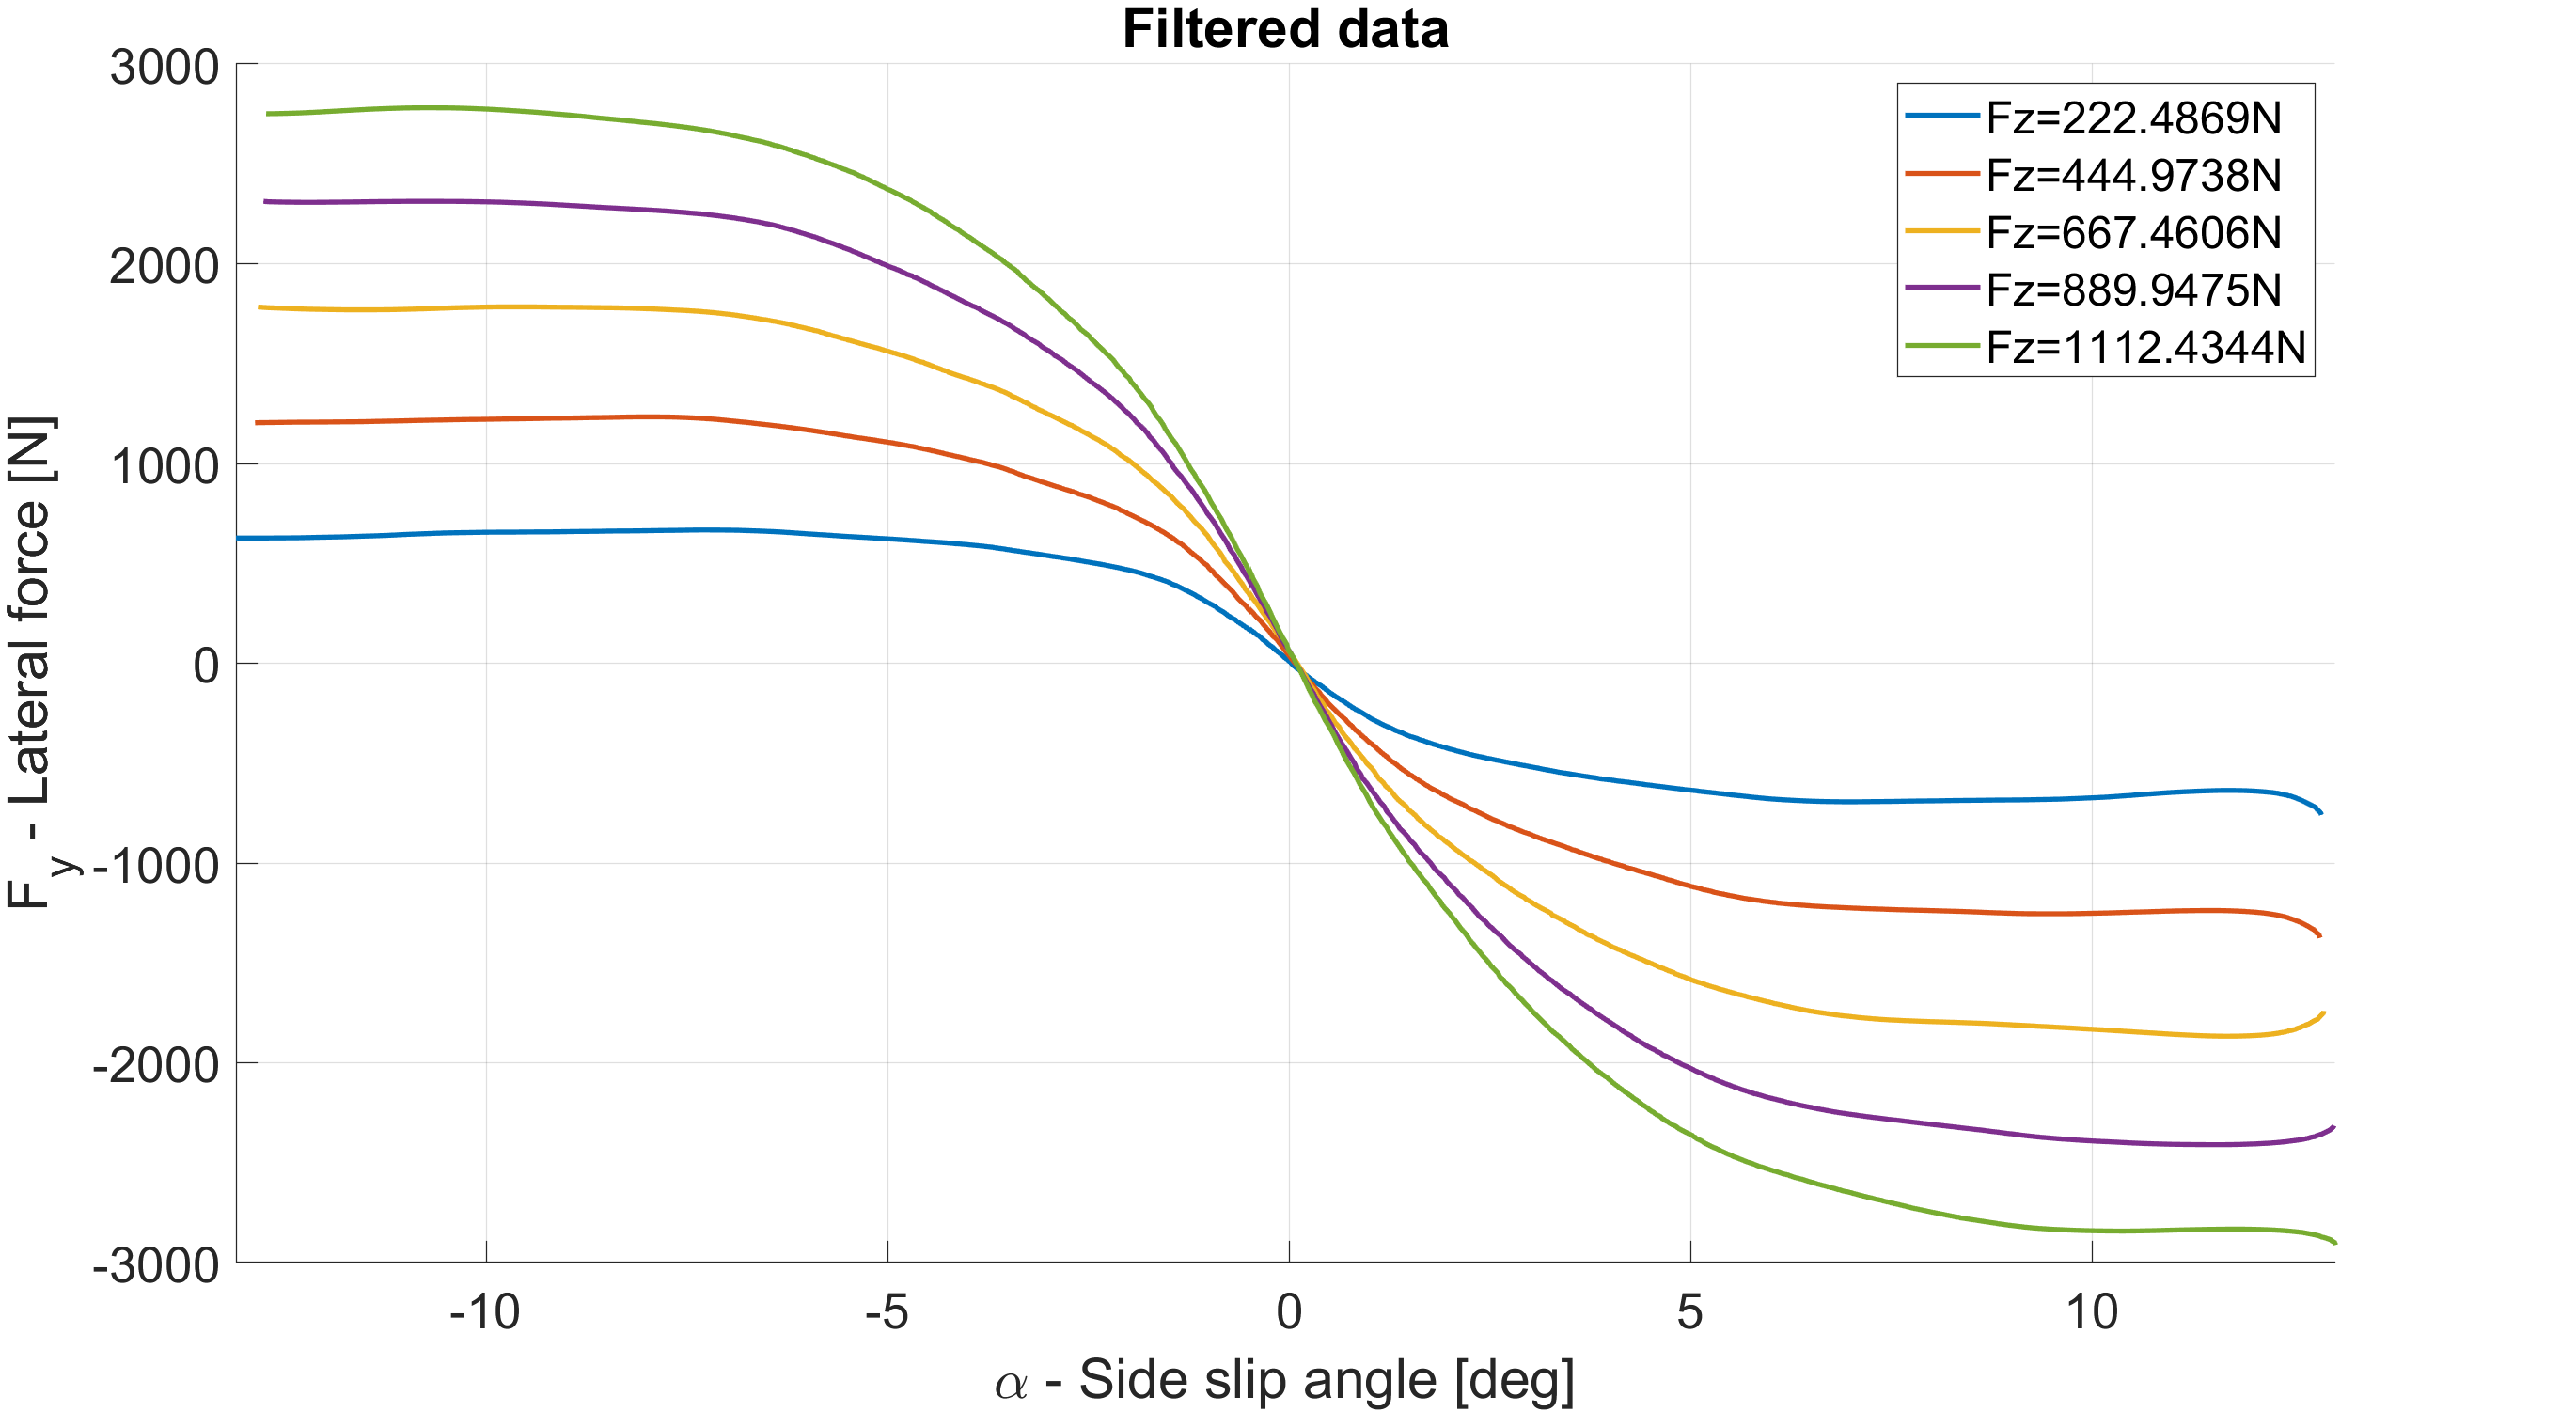 Filtered data
3000
2000
1000
0
-1000
-2000
-3000
Fy - Lateral force [N]
Fz=222.4869N
Fz=444.9738N
Fz=667.4606N
Fz=889.9475N
Fz=1112.4344N
-10
-5
0
5
10
α - Side slip angle [deg]